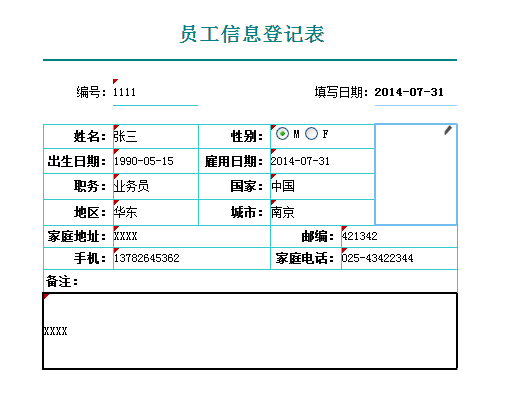 员工信息登记表
编号: 1111 填写日期: 2014-07-31
姓名: 张三 性别: M F
出生日期: 1990-05-15 雇用日期: 2014-07-31
职务: 业务员 国家: 中国
地区: 华东 城市: 南京
家庭地址: XXXX 邮编: 421342
手机: 13782645362 家庭电话: 025-43422344
备注:
XXXX